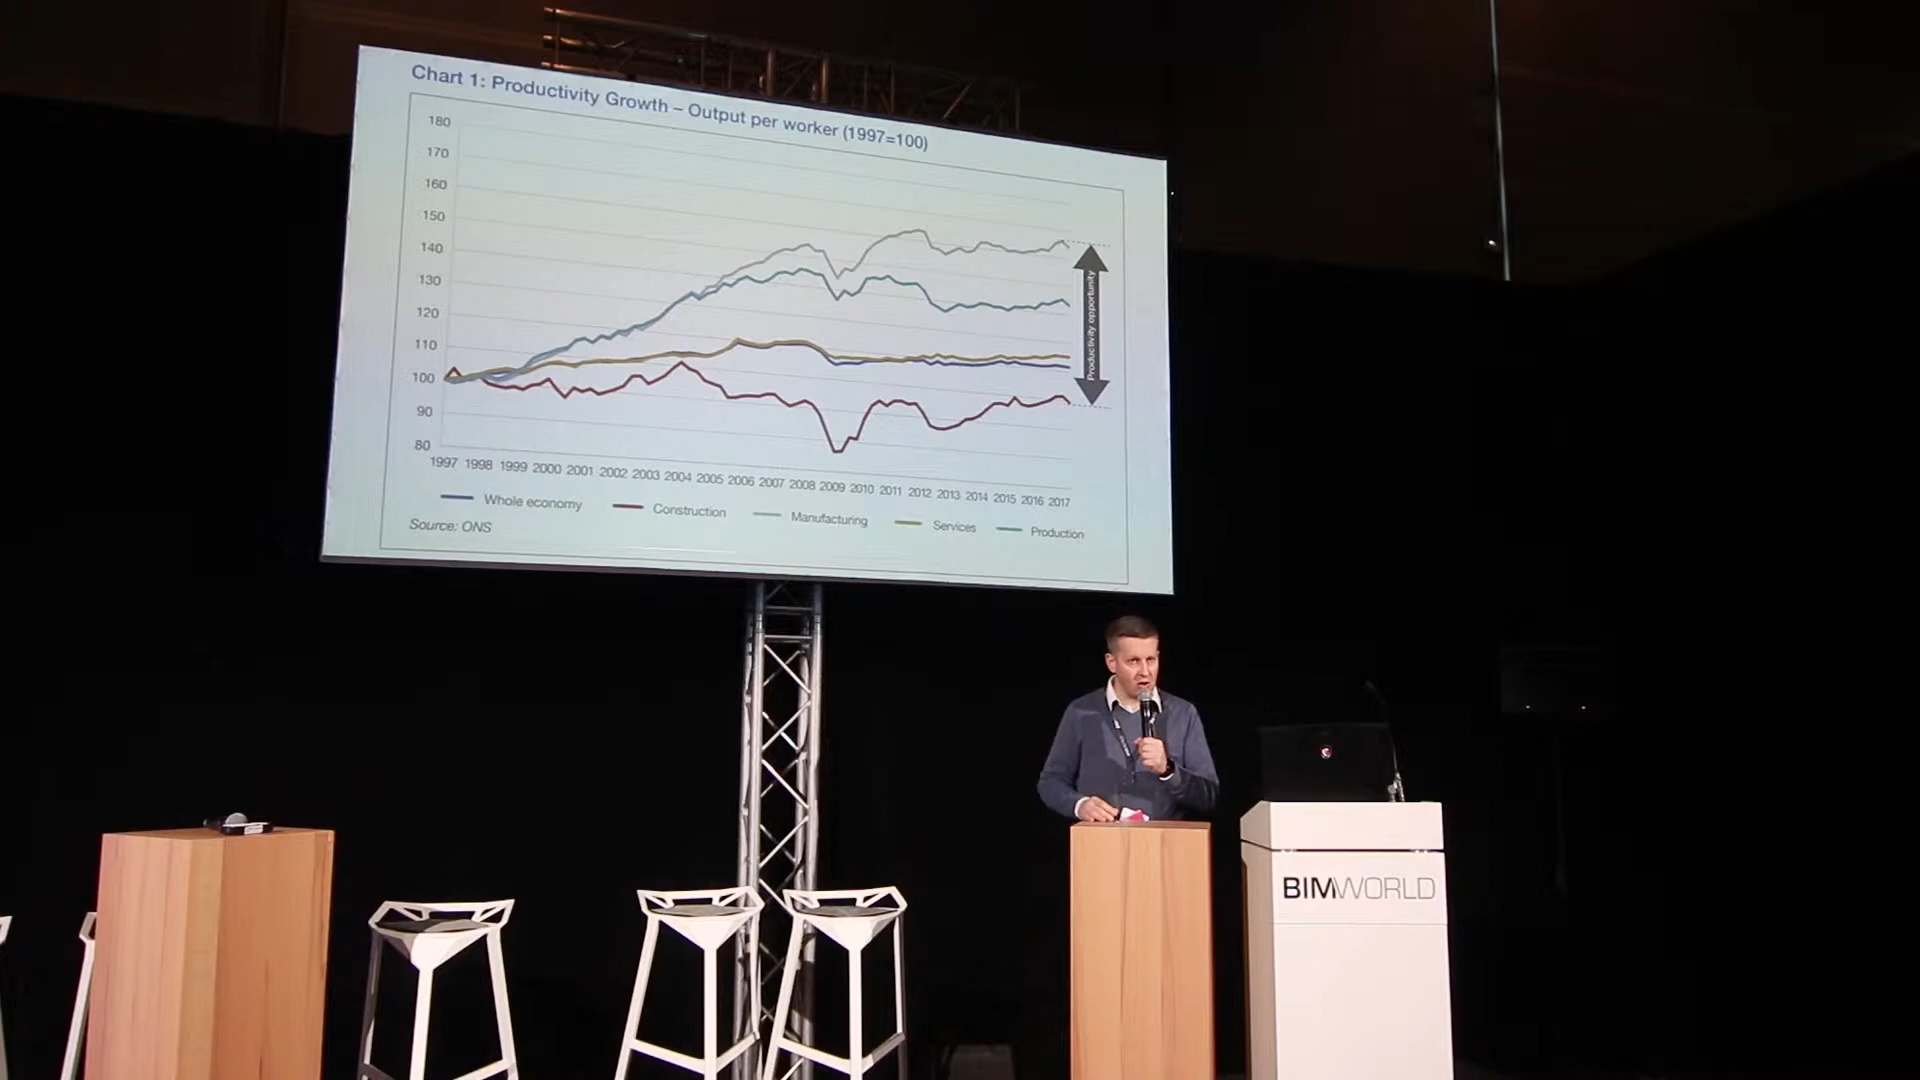 Chart 1: Productivity Growth – Output per worker (1997=100)
180
170
160
150
140
130
120
110
100
90
80
1997 1998 1999 2000 2001 2002 2003 2004 2005 2006 2007 2008 2009 2010 2011 2012 2013 2014 2015 2016 2017
Productivity opportunity
Whole economy Construction Manufacturing Services Production
Source: ONS
BIMWORLD